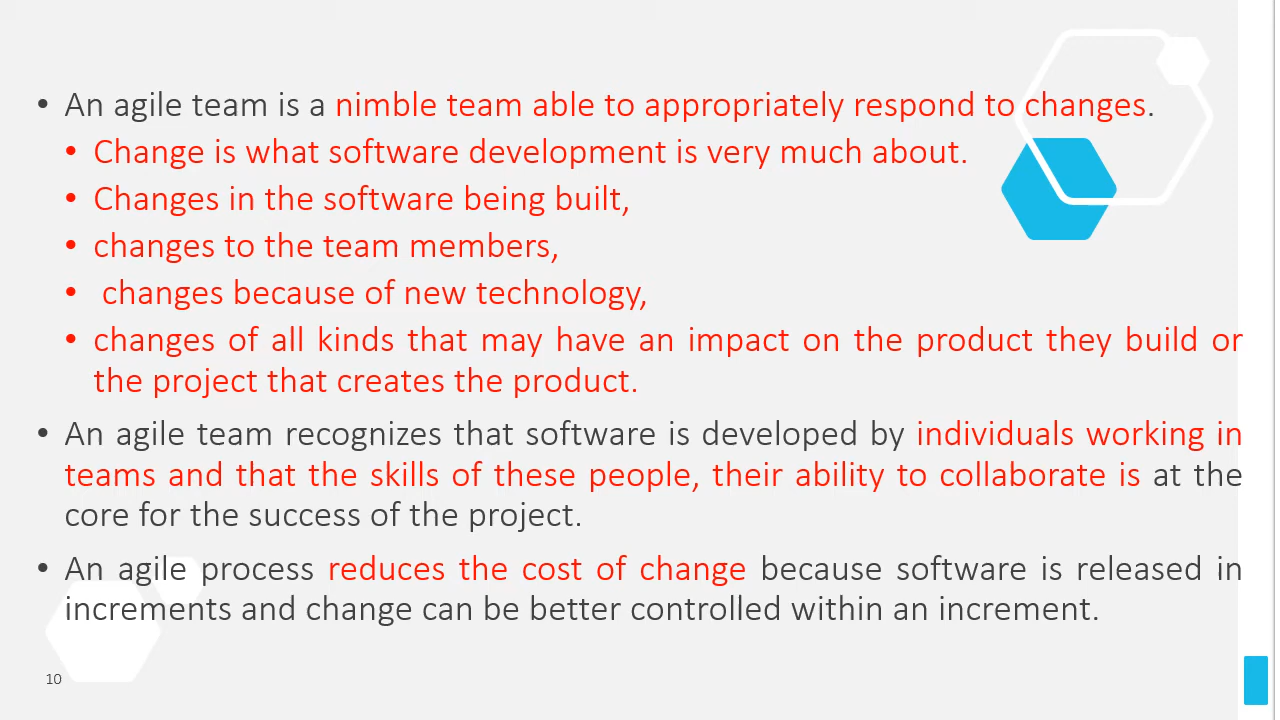 • An agile team is a nimble team able to appropriately respond to changes.
• Change is what software development is very much about.
• Changes in the software being built,
• changes to the team members,
• changes because of new technology,
• changes of all kinds that may have an impact on the product they build or
the project that creates the product.
• An agile team recognizes that software is developed by individuals working in
teams and that the skills of these people, their ability to collaborate is at the
core for the success of the project.
• An agile process reduces the cost of change because software is released in
increments and change can be better controlled within an increment.
10